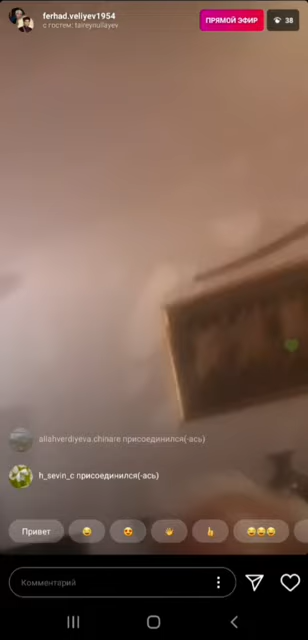 ferhad.veliyev1954
с гостем: taireynullayev
ПРЯМОЙ ЭФИР
38
allahverdiyeva.chinare присоединился(-ась)
h_sevin_c присоединился(-ась)
Привет
Комментарий